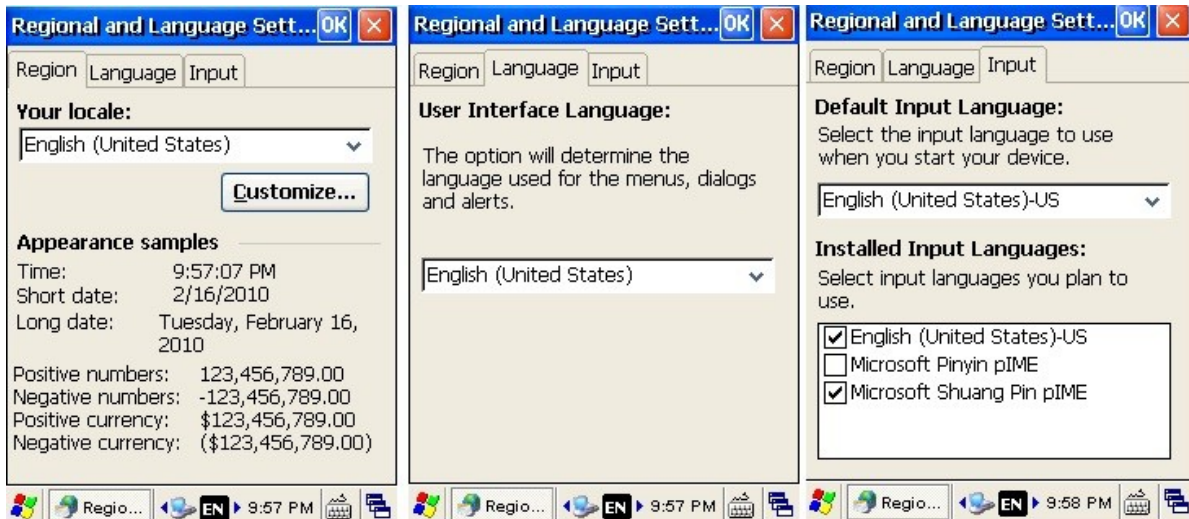 Regional and Language Sett... OK
Region Language Input
Your locale:
English (United States)
Customize...
Appearance samples
Time: 9:57:07 PM
Short date: 2/16/2010
Long date: Tuesday, February 16,
2010
Positive numbers: 123,456,789.00
Negative numbers: -123,456,789.00
Positive currency: $123,456,789.00
Negative currency: ($123,456,789.00)
Regio... EN 9:57 PM
Regional and Language Sett... OK
Region Language Input
User Interface Language:
The option will determine the
language used for the menus, dialogs
and alerts.
English (United States)
Regio... EN 9:57 PM
Regional and Language Sett... OK
Region Language Input
Default Input Language:
Select the input language to use
when you start your device.
English (United States)-US
Installed Input Languages:
Select input languages you plan to
use.
English (United States)-US
Microsoft Pinyin pIME
Microsoft Shuang Pin pIME
Regio... EN 9:58 PM